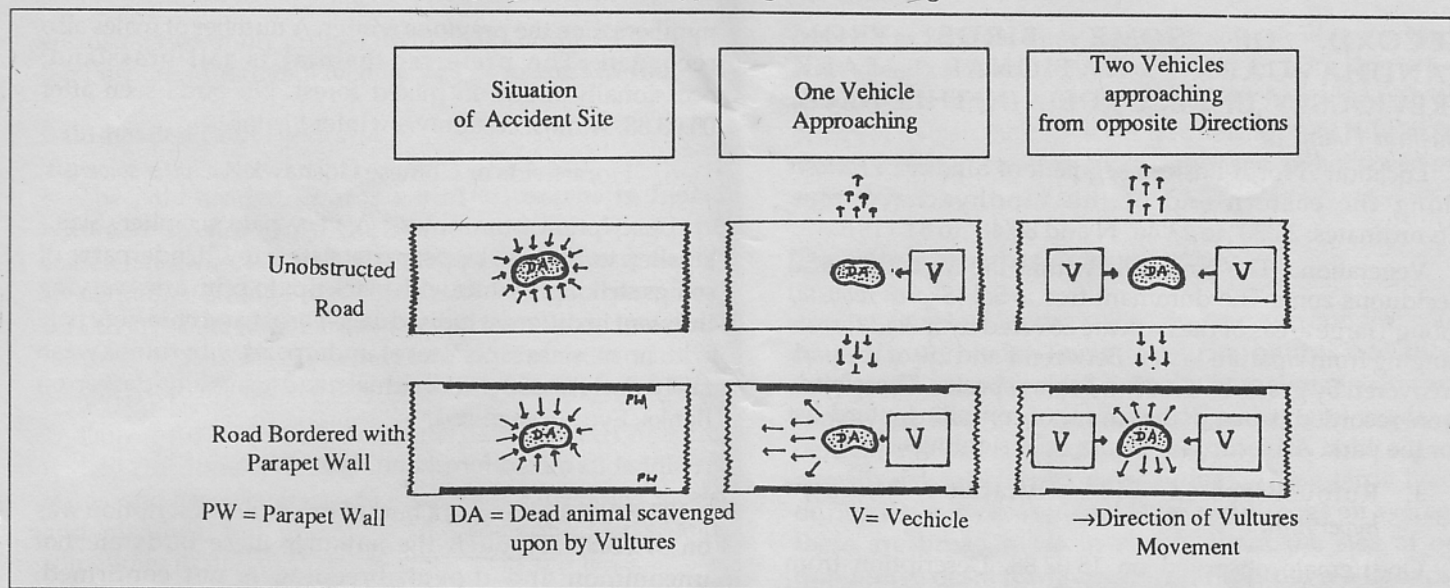 Situation
of Accident Site
One Vehicle
Approaching
Two Vehicles
approaching
from opposite Directions
Unobstructed
Road
DA
DA
V
V
DA
V
Road Bordered with
Parapet Wall
PW
DA
PW
DA
V
V
DA
V
PW = Parapet Wall
DA = Dead animal scavenged
upon by Vultures
V= Vechicle
→Direction of Vultures
Movement